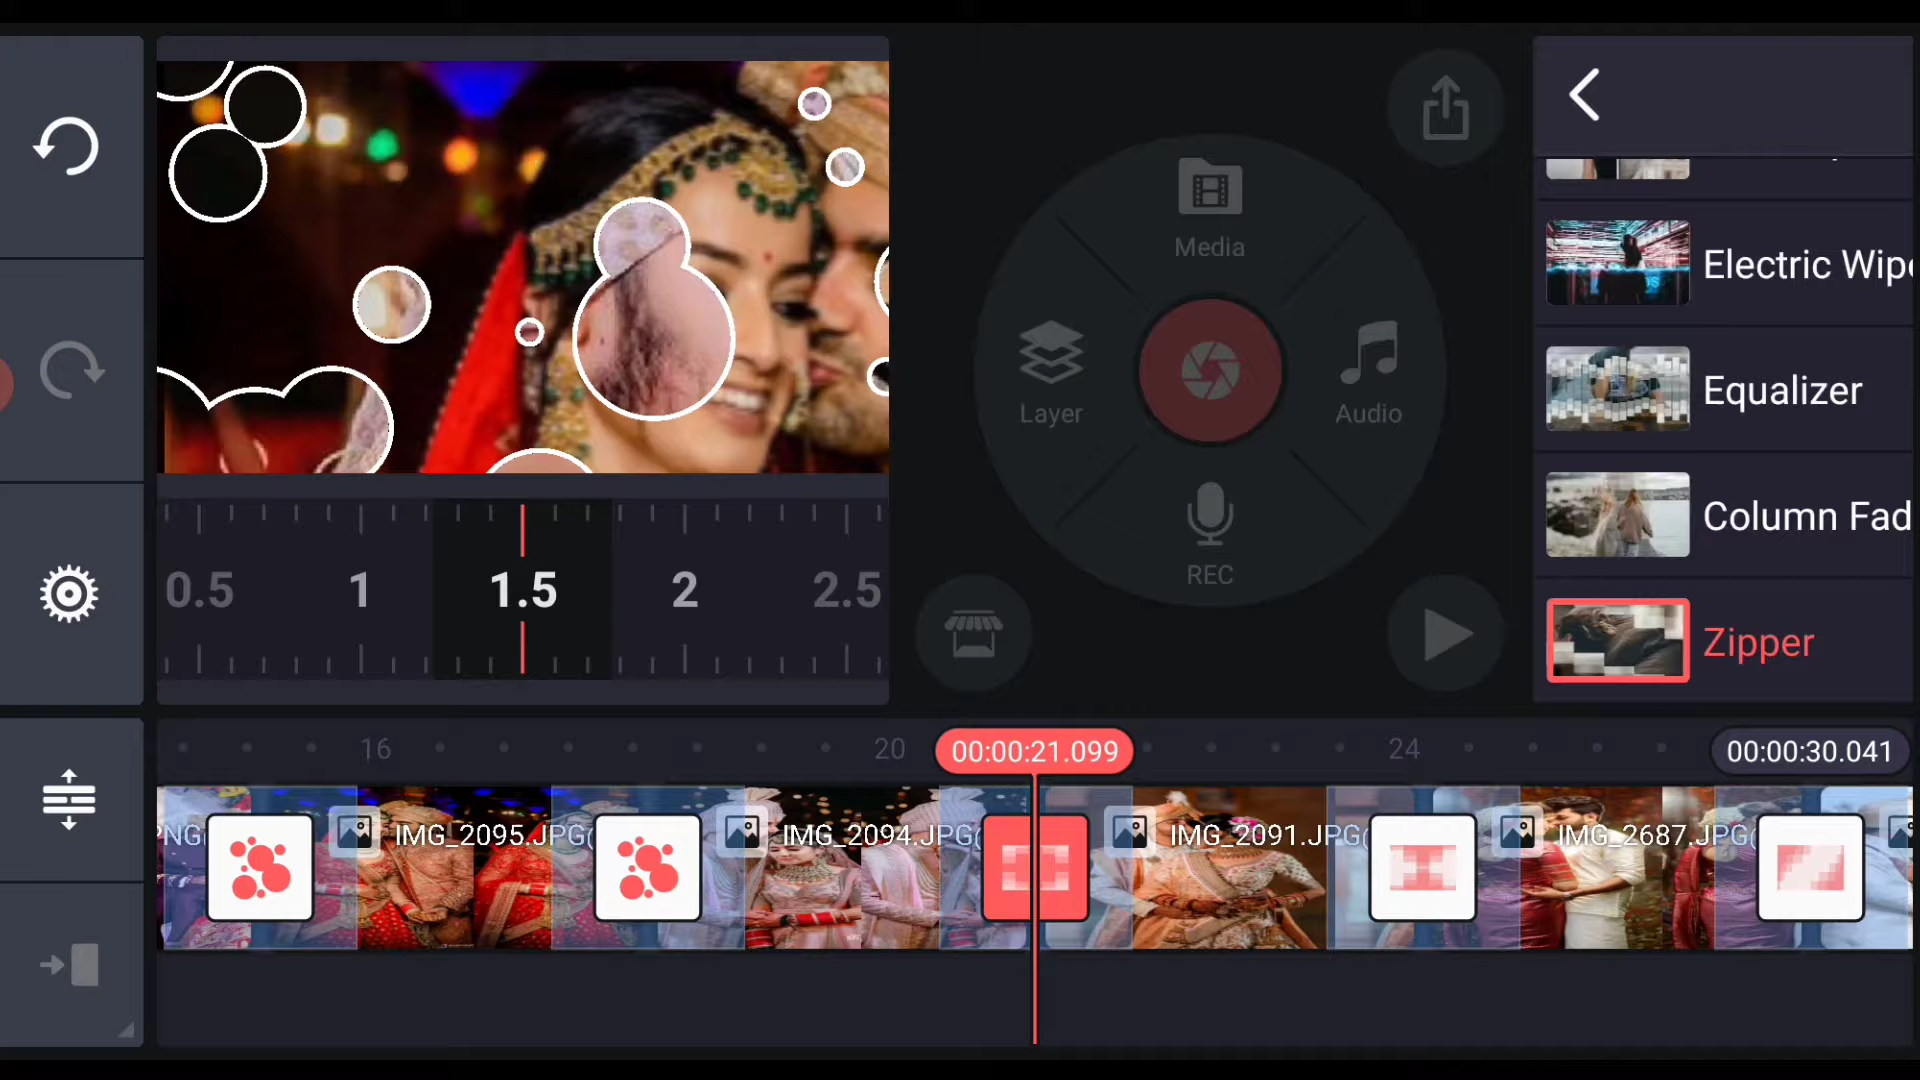 Media
Layer
Audio
REC
Electric Wipe
Equalizer
Column Fad
Zipper
0.5
1
1.5
2
2.5
16
20
00:00:21.099
24
00:00:30.041
PNG(
IMG_2095.JPG(
IMG_2094.JPG(
IMG_2091.JPG(
IMG_2687.JPG(